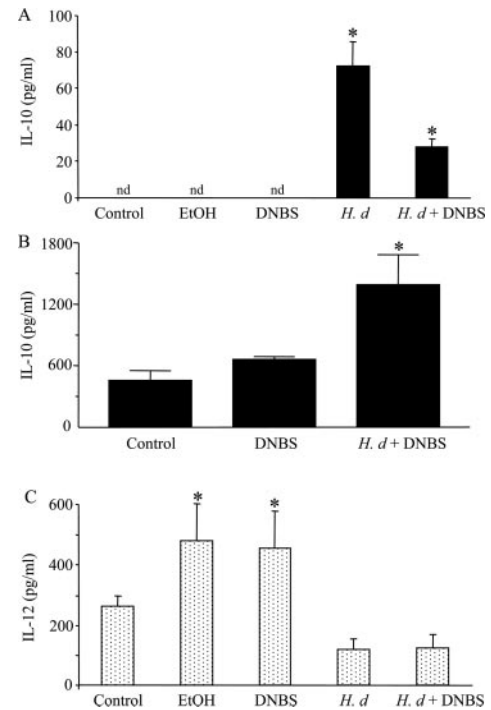 A
100
80
60
40
20
0
IL-10 (pg/ml)
nd nd nd * *
Control EtOH DNBS H. d H. d + DNBS
B
1800
1200
600
0
IL-10 (pg/ml)
*
Control DNBS H. d + DNBS
C
600
400
200
0
IL-12 (pg/ml)
* *
Control EtOH DNBS H. d H. d + DNBS